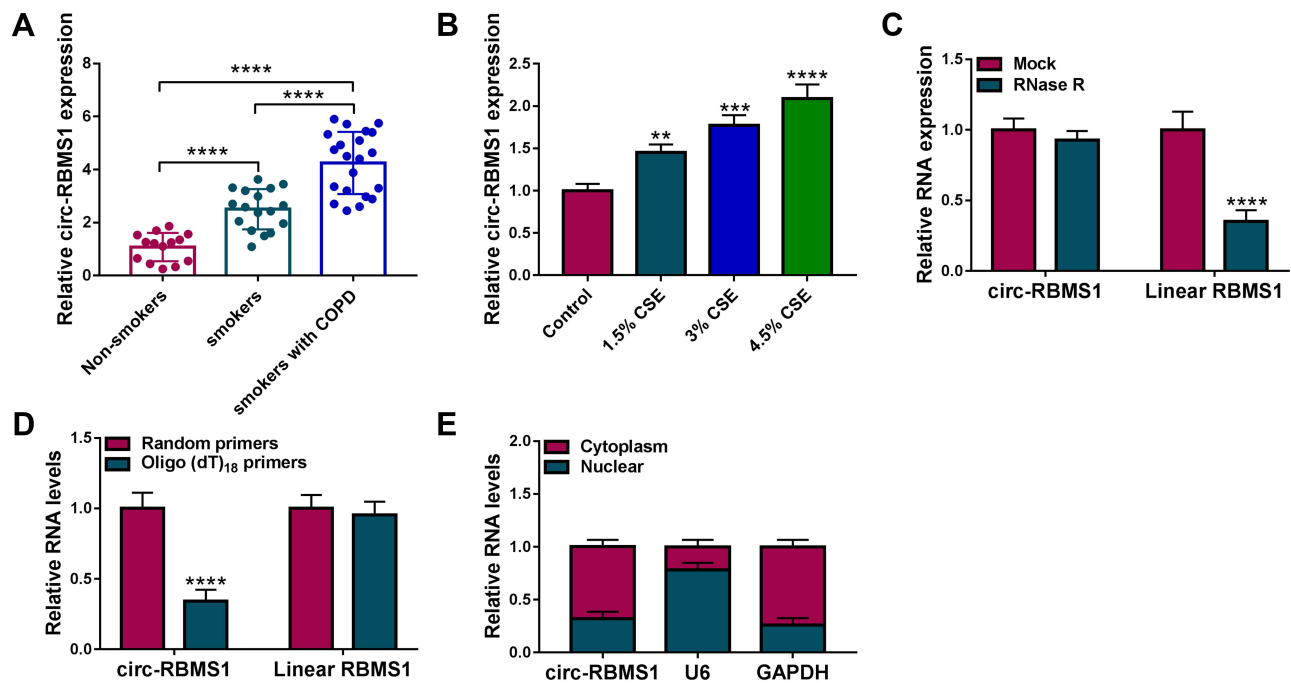 A
Relative circ-RBMS1 expression
8
6
4
2
0
****
****
****
Non-smokers
smokers
smokers with COPD
B
Relative circ-RBMS1 expression
2.5
2.0
1.5
1.0
0.5
0.0
**
***
****
Control
1.5% CSE
3% CSE
4.5% CSE
C
Relative RNA expression
1.5
1.0
0.5
0.0
Mock
RNase R
****
circ-RBMS1
Linear RBMS1
D
Relative RNA levels
1.5
1.0
0.5
0.0
Random primers
Oligo (dT)18 primers
****
circ-RBMS1
Linear RBMS1
E
Relative RNA levels
2.0
1.5
1.0
0.5
0.0
Cytoplasm
Nuclear
circ-RBMS1
U6
GAPDH